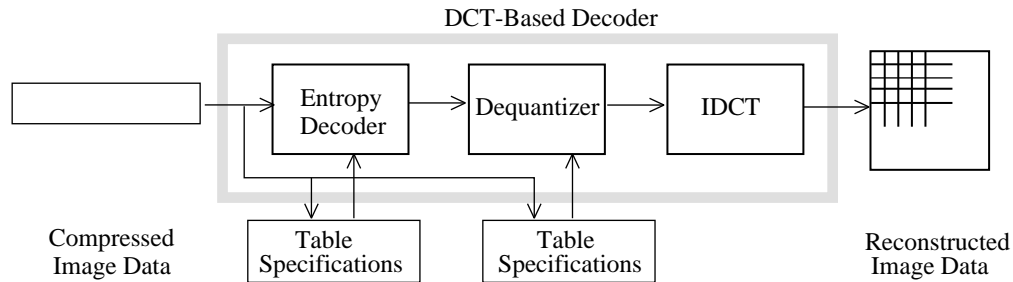 DCT-Based Decoder
Entropy
Decoder
Dequantizer
IDCT
Compressed
Image Data
Table
Specifications
Table
Specifications
Reconstructed
Image Data